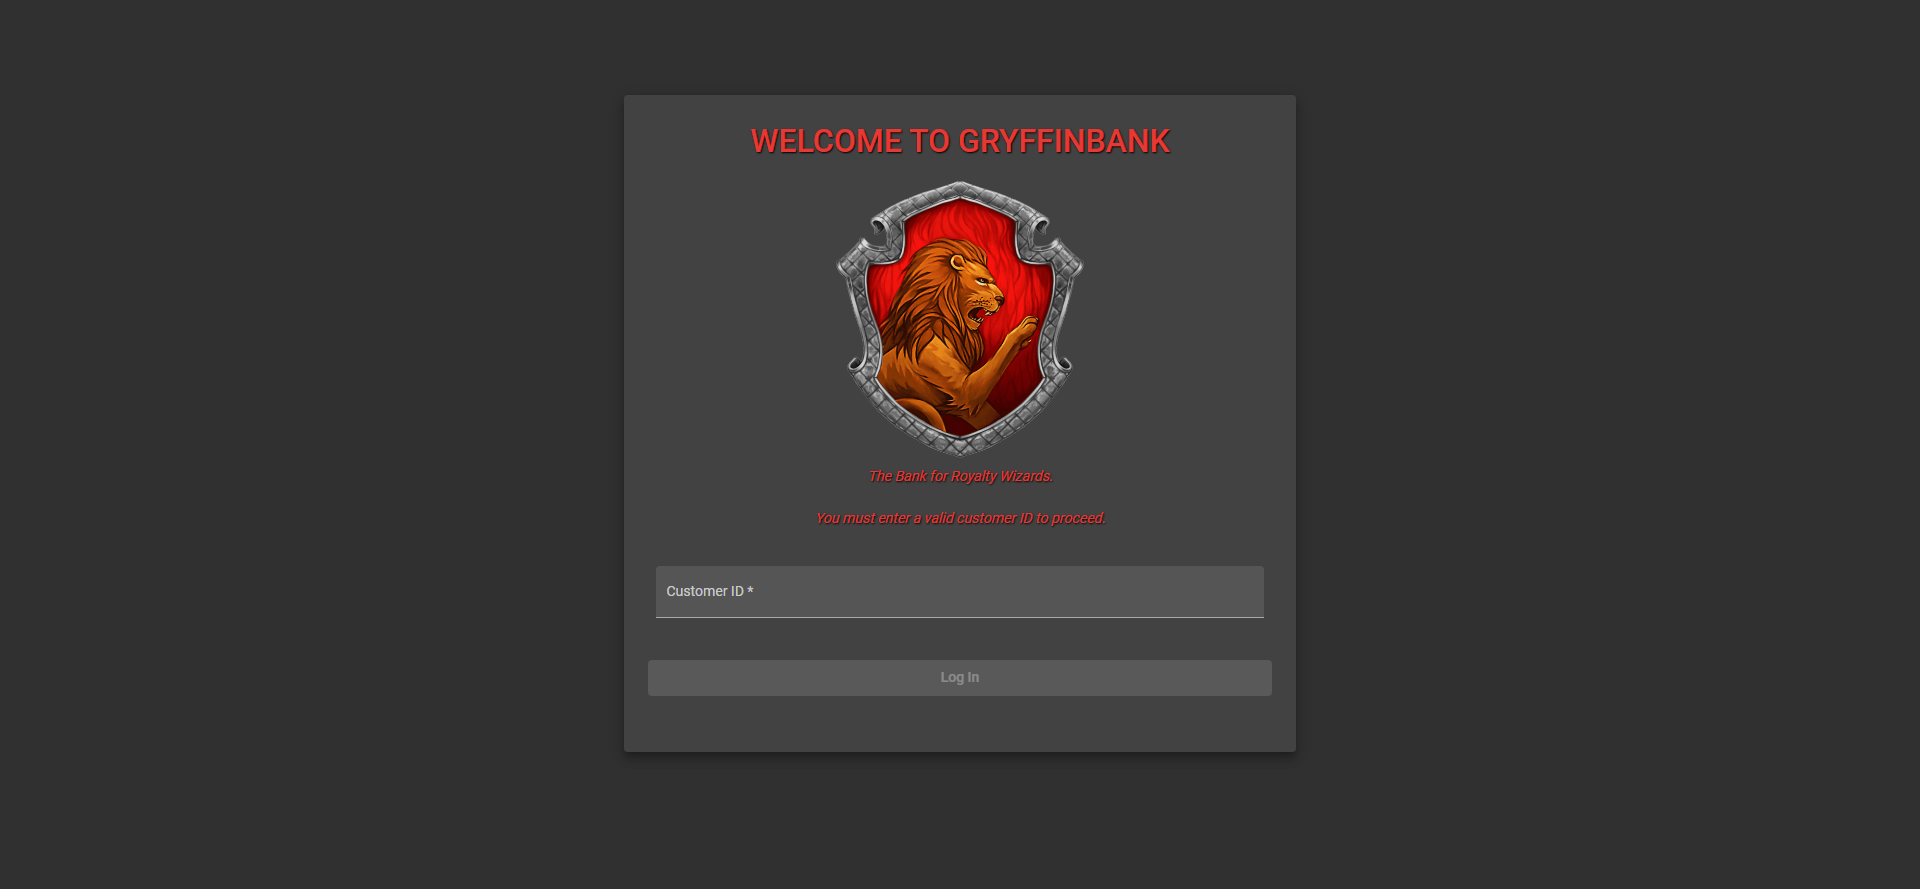 WELCOME TO GRYFFINBANK
The Bank for Royalty Wizards.
You must enter a valid customer ID to proceed.
Customer ID *
Log In